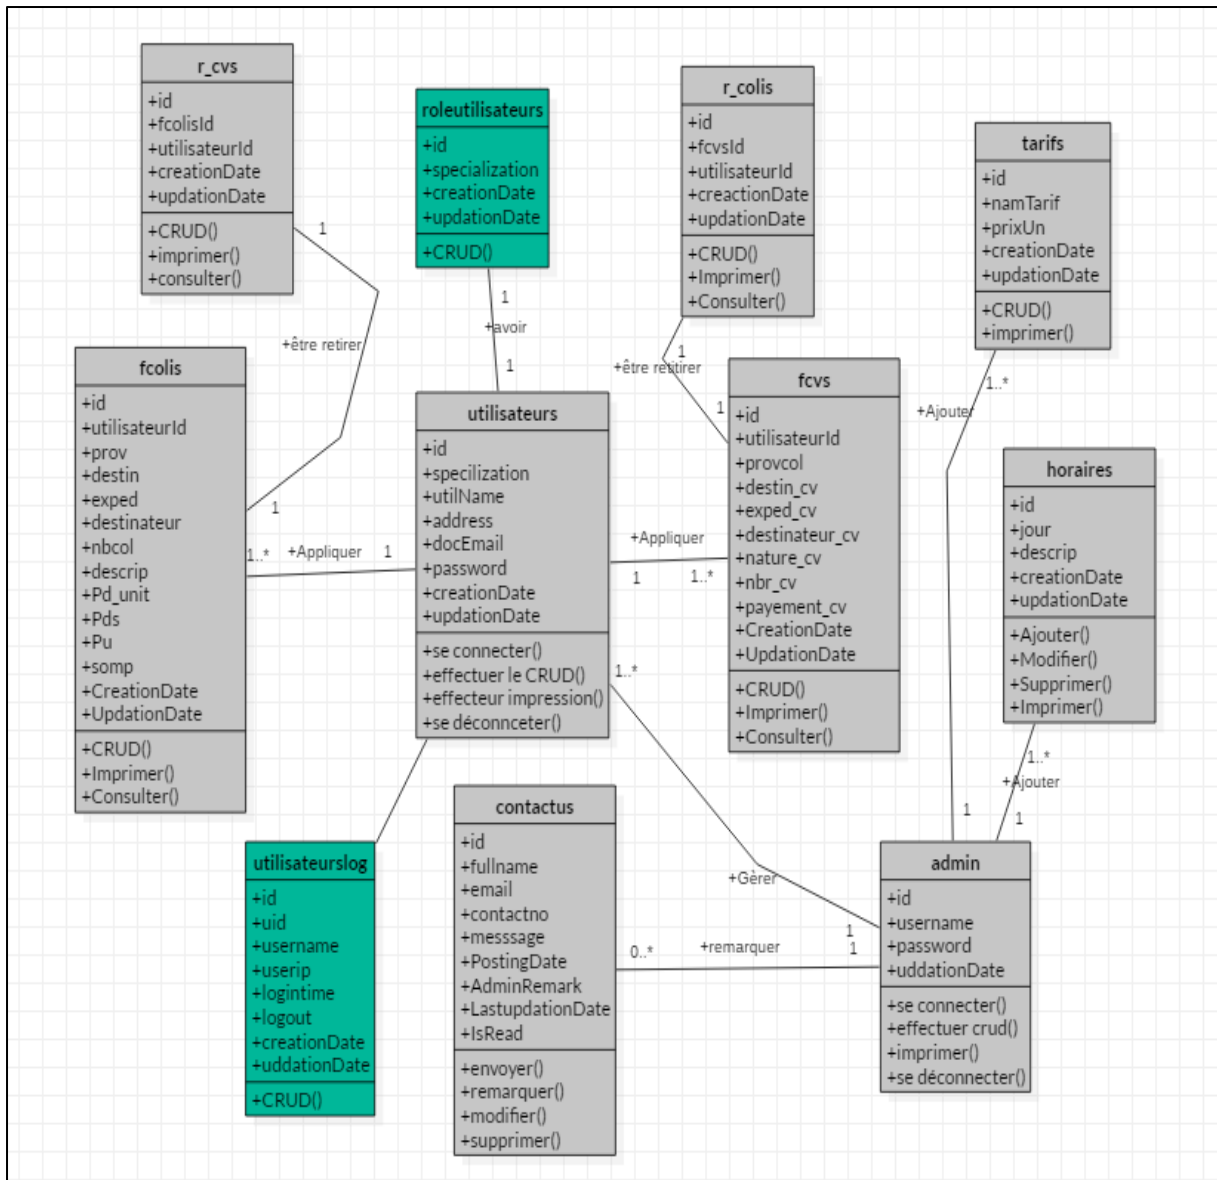 r_cvs
+id
+fcolisId
+utilisateurId
+creationDate
+updationDate
+CRUD()
+imprimer()
+consulter()
1
+être retirer
1
roleutilisateurs
+id
+specialization
+creationDate
+updationDate
+CRUD()
1
+avoir
1
r_colis
+id
+fcvsId
+utilisateurId
+creactionDate
+updationDate
+CRUD()
+Imprimer()
+Consulter()
1
+être retitirer
1
tarifs
+id
+namTarif
+prixUn
+creationDate
+updationDate
+CRUD()
+imprimer()
1..*
+Ajouter
1
fcolis
+id
+utilisateurId
+prov
+destin
+exped
+destinateur
+nbcol
+descrip
+Pd_unit
+Pds
+Pu
+somp
+CreationDate
+UpdationDate
+CRUD()
+Imprimer()
+Consulter()
1..*
+Appliquer
1
utilisateurs
+id
+specilization
+utilName
+address
+docEmail
+password
+creationDate
+updationDate
+se connecter()
+effectuer le CRUD()
+effecteur impression()
+se déconnceter()
+Appliquer
1
1..*
fcvs
+id
+utilisateurId
+provcol
+destin_cv
+exped_cv
+destinateur_cv
+nature_cv
+nbr_cv
+payement_cv
+CreationDate
+UpdationDate
+CRUD()
+Imprimer()
+Consulter()
horaires
+id
+jour
+descrip
+creationDate
+updationDate
+Ajouter()
+Modifier()
+Supprimer()
+Imprimer()
1..*
+Ajouter
1
1..*
+Gèrer
1
utilisateurslog
+id
+uid
+username
+userip
+logintime
+logout
+creationDate
+uddationDate
+CRUD()
contactus
+id
+fullname
+email
+contactno
+messsage
+PostingDate
+AdminRemark
+LastupdationDate
+IsRead
+envoyer()
+remarquer()
+modifier()
+supprimer()
0..*
+remarquer
1
admin
+id
+username
+password
+uddationDate
+se connecter()
+effectuer crud()
+imprimer()
+se déconnecter()